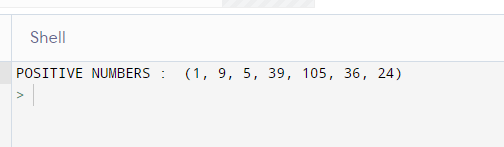 Shell
POSITIVE NUMBERS :  (1, 9, 5, 39, 105, 36, 24)
>